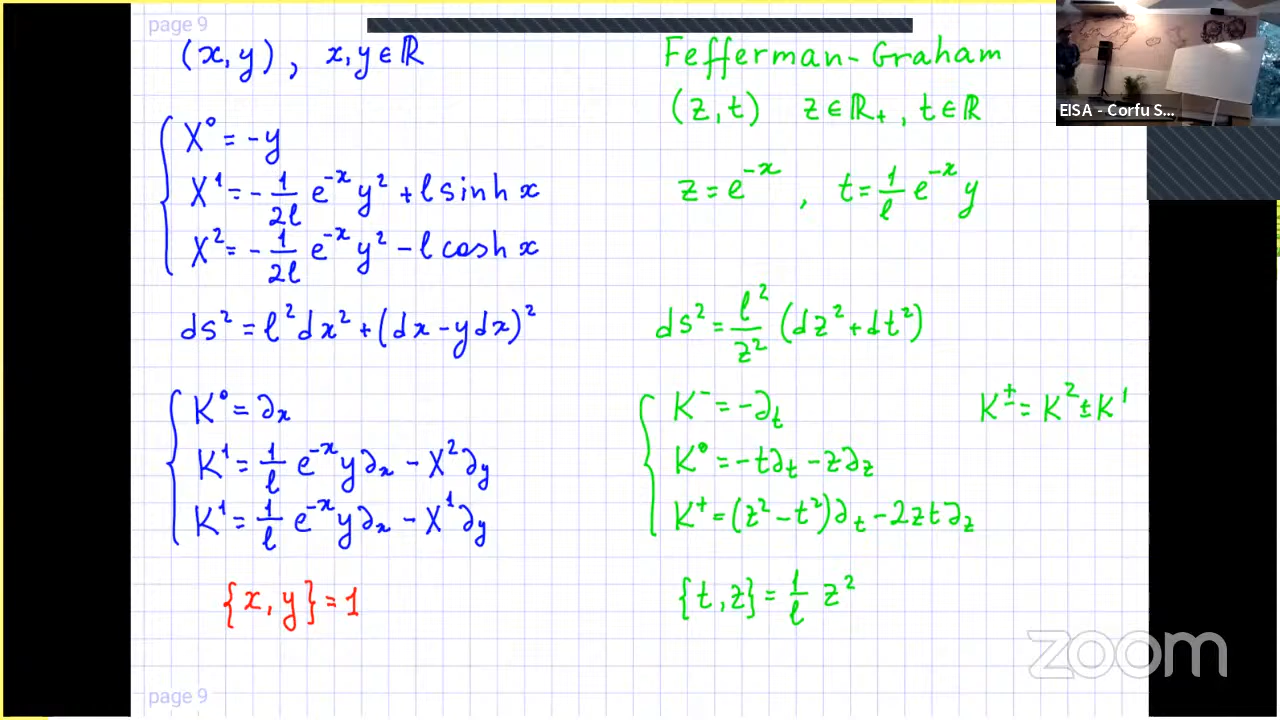 page 9
(x,y) , x,y∈ℝ
{ X⁰ = -y
X¹ = - 1/2ℓ e^{-x} y² + ℓ sinh x
X² = - 1/2ℓ e^{-x} y² - ℓ cosh x
ds² = ℓ² dx² + (dx - y dx)²
{ K⁰ = ∂x
K¹ = 1/ℓ e^{-x} y ∂x - X² ∂y
K¹ = 1/ℓ e^{-x} y ∂x - X¹ ∂y
{x,y} = 1
page 9
Fefferman-Graham
(z,t) z∈ℝ₊ , t∈ℝ
z = e^{-x} , t = 1/ℓ e^{-x} y
ds² = ℓ²/z² (dz² + dt²)
{ K⁻ = -∂t K^± = K² ± K¹
K⁰ = -t∂t - z∂z
K⁺ = (z² - t²)∂t - 2zt∂z
{t,z} = 1/ℓ z²
EISA - Corfu S...
zoom